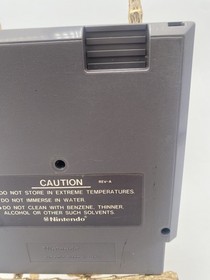 CAUTION
REV-A
DO NOT STORE IN EXTREME TEMPERATURES.
DO NOT IMMERSE IN WATER.
DO NOT CLEAN WITH BENZENE, THINNER,
ALCOHOL OR OTHER SUCH SOLVENTS.
Nintendo